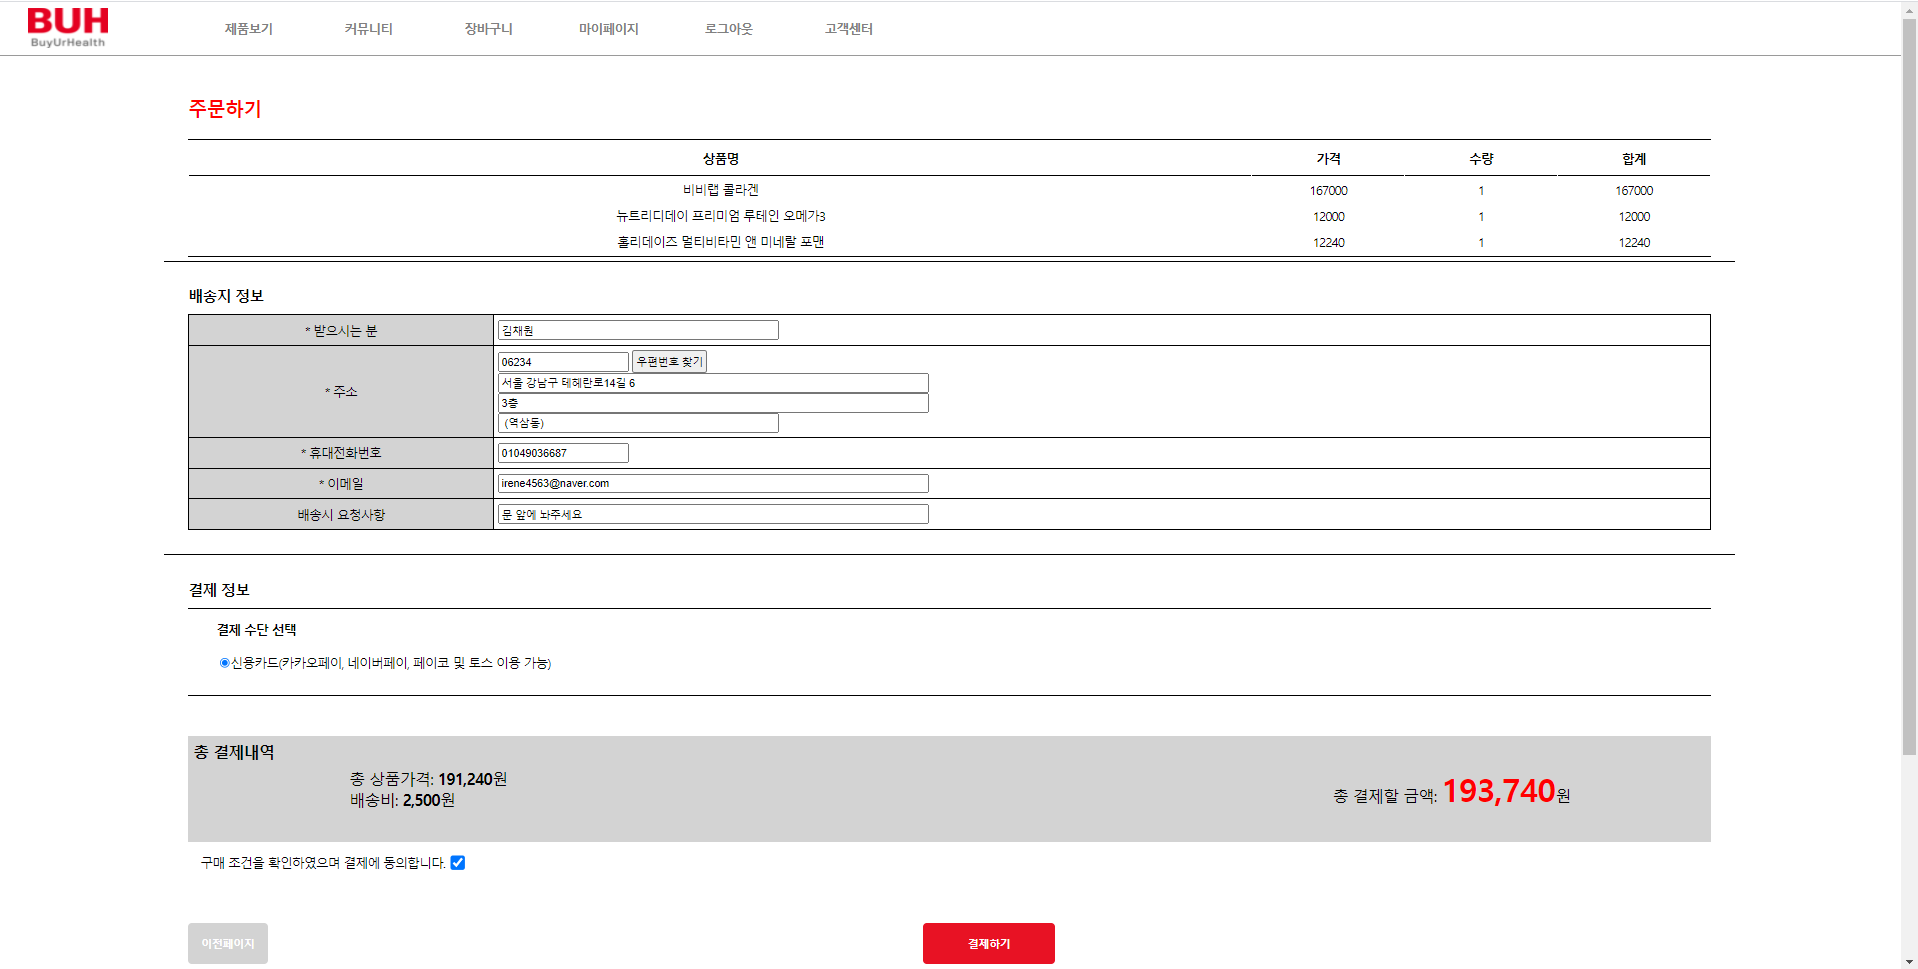 BUH
BuyUrHealth
제품보기 커뮤니티 장바구니 마이페이지 로그아웃 고객센터
주문하기
상품명 가격 수량 합계
비비랩 콜라겐 167000 1 167000
뉴트리디데이 프리미엄 루테인 오메가3 12000 1 12000
홀리데이즈 멀티비타민 앤 미네랄 포맨 12240 1 12240
배송지 정보
* 받으시는 분 김채원
* 주소 06234 우편번호 찾기
서울 강남구 테헤란로14길 6
3층
(역삼동)
* 휴대전화번호 01049036687
* 이메일 irene4563@naver.com
배송시 요청사항 문 앞에 놔주세요
결제 정보
결제 수단 선택
신용카드(카카오페이, 네이버페이, 페이코 및 토스 이용 가능)
총 결제내역
총 상품가격: 191,240원
배송비: 2,500원
총 결제할 금액: 193,740원
구매 조건을 확인하였으며 결제에 동의합니다.
이전페이지 결제하기